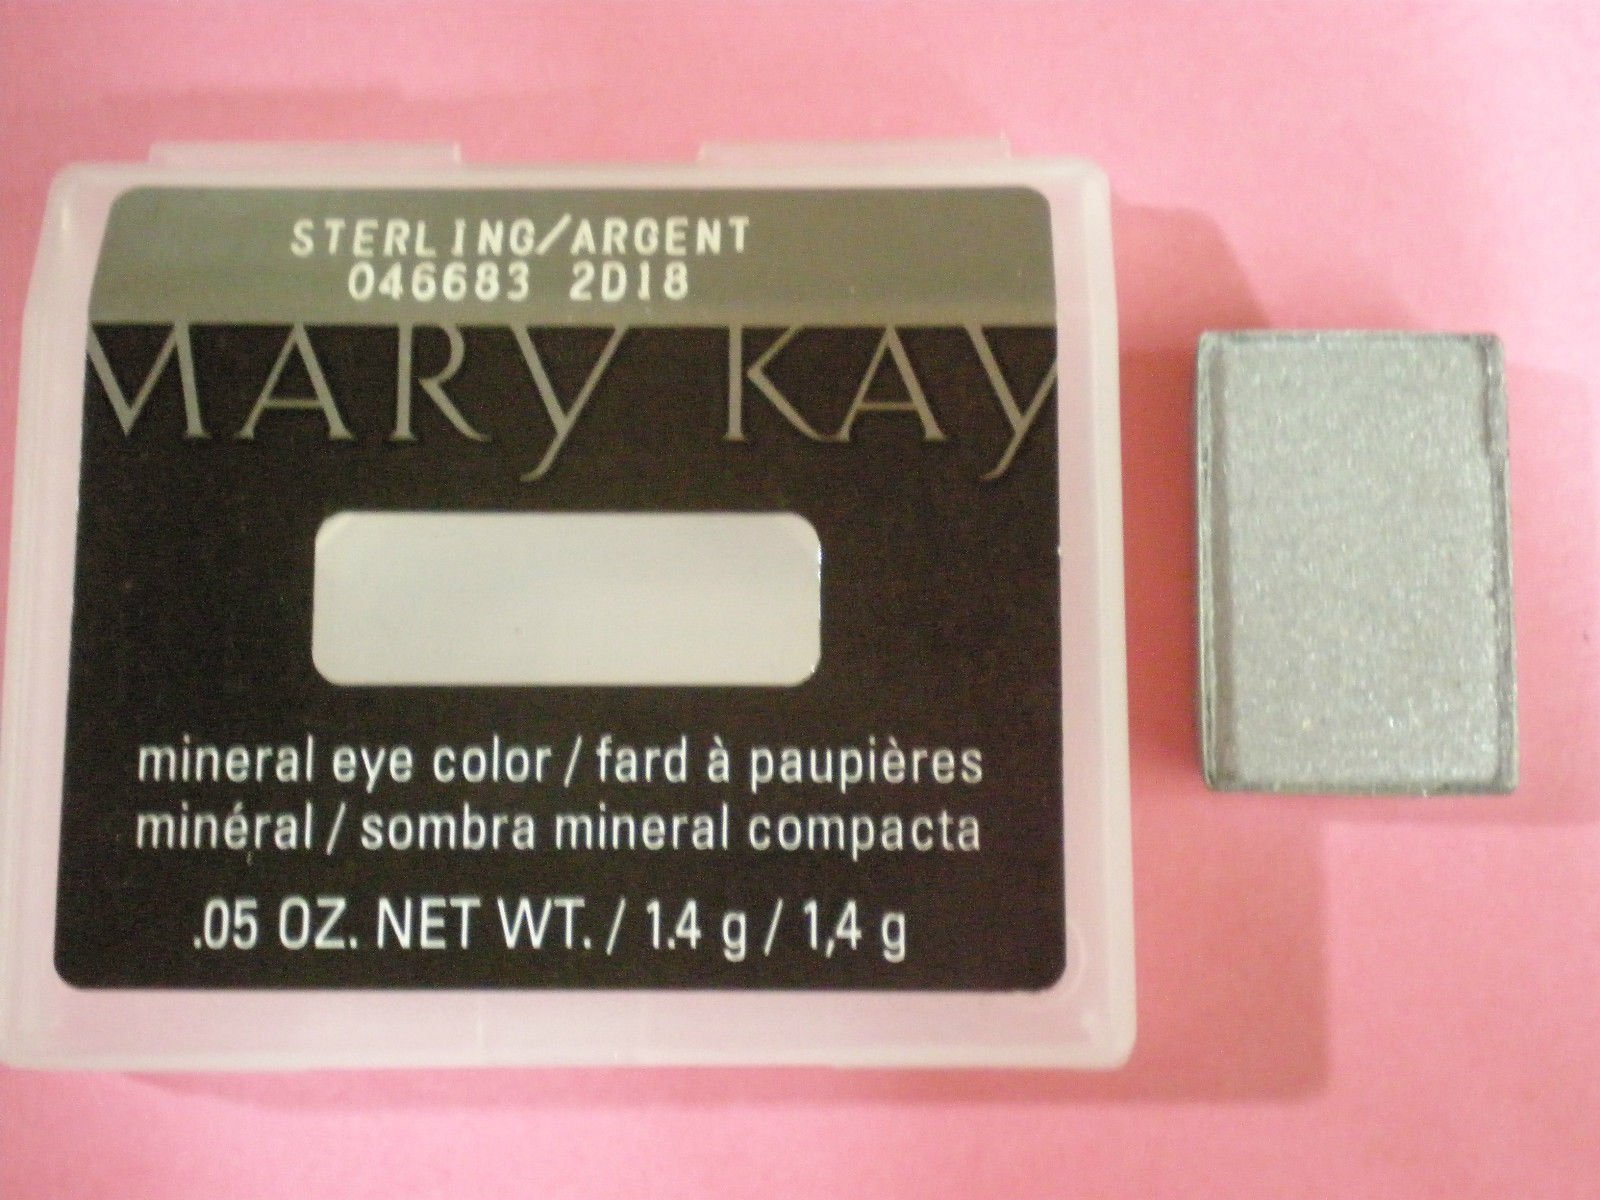 STERLING/ARGENT
046683 2D18
MARY KAY
mineral eye color / fard à paupières
minéral / sombra mineral compacta
.05 OZ. NET WT. / 1.4 g / 1,4 g